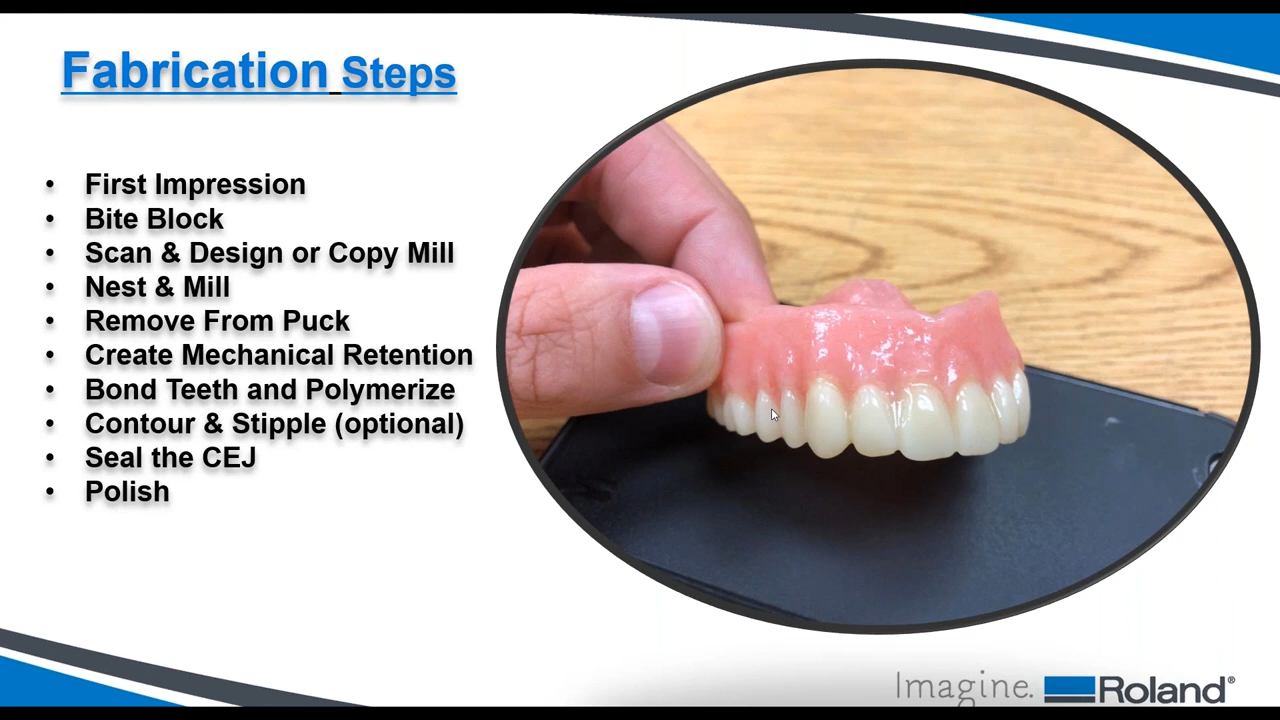 Fabrication Steps
• First Impression
• Bite Block
• Scan & Design or Copy Mill
• Nest & Mill
• Remove From Puck
• Create Mechanical Retention
• Bond Teeth and Polymerize
• Contour & Stipple (optional)
• Seal the CEJ
• Polish
Imagine. Roland®